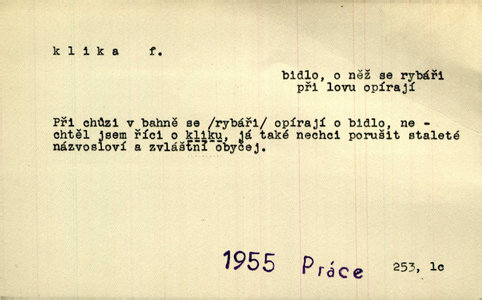 klika f.
bidlo, o něž se rybáři
při lovu opírají
Při chůzi v bahně se /rybáři/ opírají o bidlo, ne -
chtěl jsem říci o kliku, já také nechci porušit staleté
názvosloví a zvláštní obyčej.
1955 Práce 253, 1c